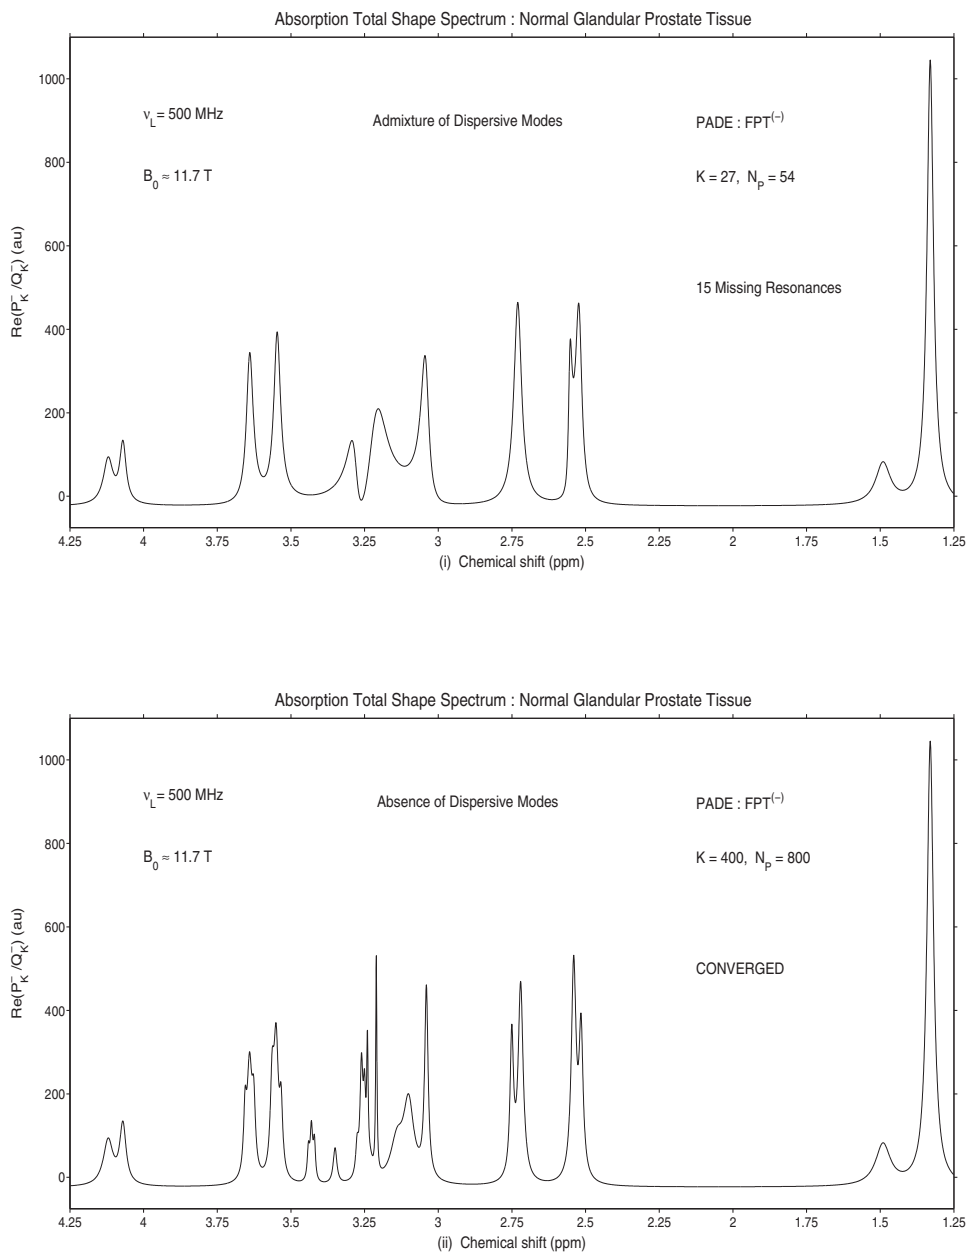 Absorption Total Shape Spectrum : Normal Glandular Prostate Tissue
1000
800
600
400
200
0
Re(P_K^- /Q_K^-) (au)
ν_L = 500 MHz
Admixture of Dispersive Modes
PADE : FPT^(−)
B_0 ≈ 11.7 T
K = 27, N_P = 54
15 Missing Resonances
4.25 4 3.75 3.5 3.25 3 2.75 2.5 2.25 2 1.75 1.5 1.25
(i) Chemical shift (ppm)
Absorption Total Shape Spectrum : Normal Glandular Prostate Tissue
1000
800
600
400
200
0
Re(P_K^- /Q_K^-) (au)
ν_L = 500 MHz
Absence of Dispersive Modes
PADE : FPT^(−)
B_0 ≈ 11.7 T
K = 400, N_P = 800
CONVERGED
4.25 4 3.75 3.5 3.25 3 2.75 2.5 2.25 2 1.75 1.5 1.25
(ii) Chemical shift (ppm)